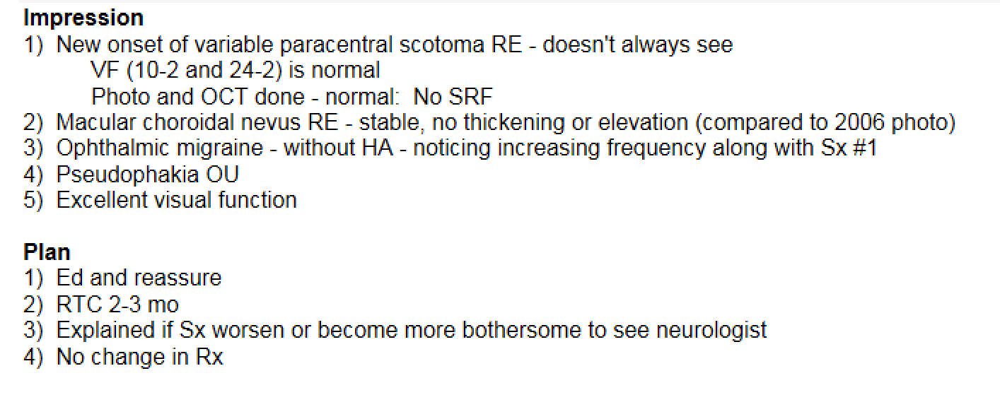 Impression
1) New onset of variable paracentral scotoma RE - doesn't always see
VF (10-2 and 24-2) is normal
Photo and OCT done - normal: No SRF
2) Macular choroidal nevus RE - stable, no thickening or elevation (compared to 2006 photo)
3) Ophthalmic migraine - without HA - noticing increasing frequency along with Sx #1
4) Pseudophakia OU
5) Excellent visual function
Plan
1) Ed and reassure
2) RTC 2-3 mo
3) Explained if Sx worsen or become more bothersome to see neurologist
4) No change in Rx